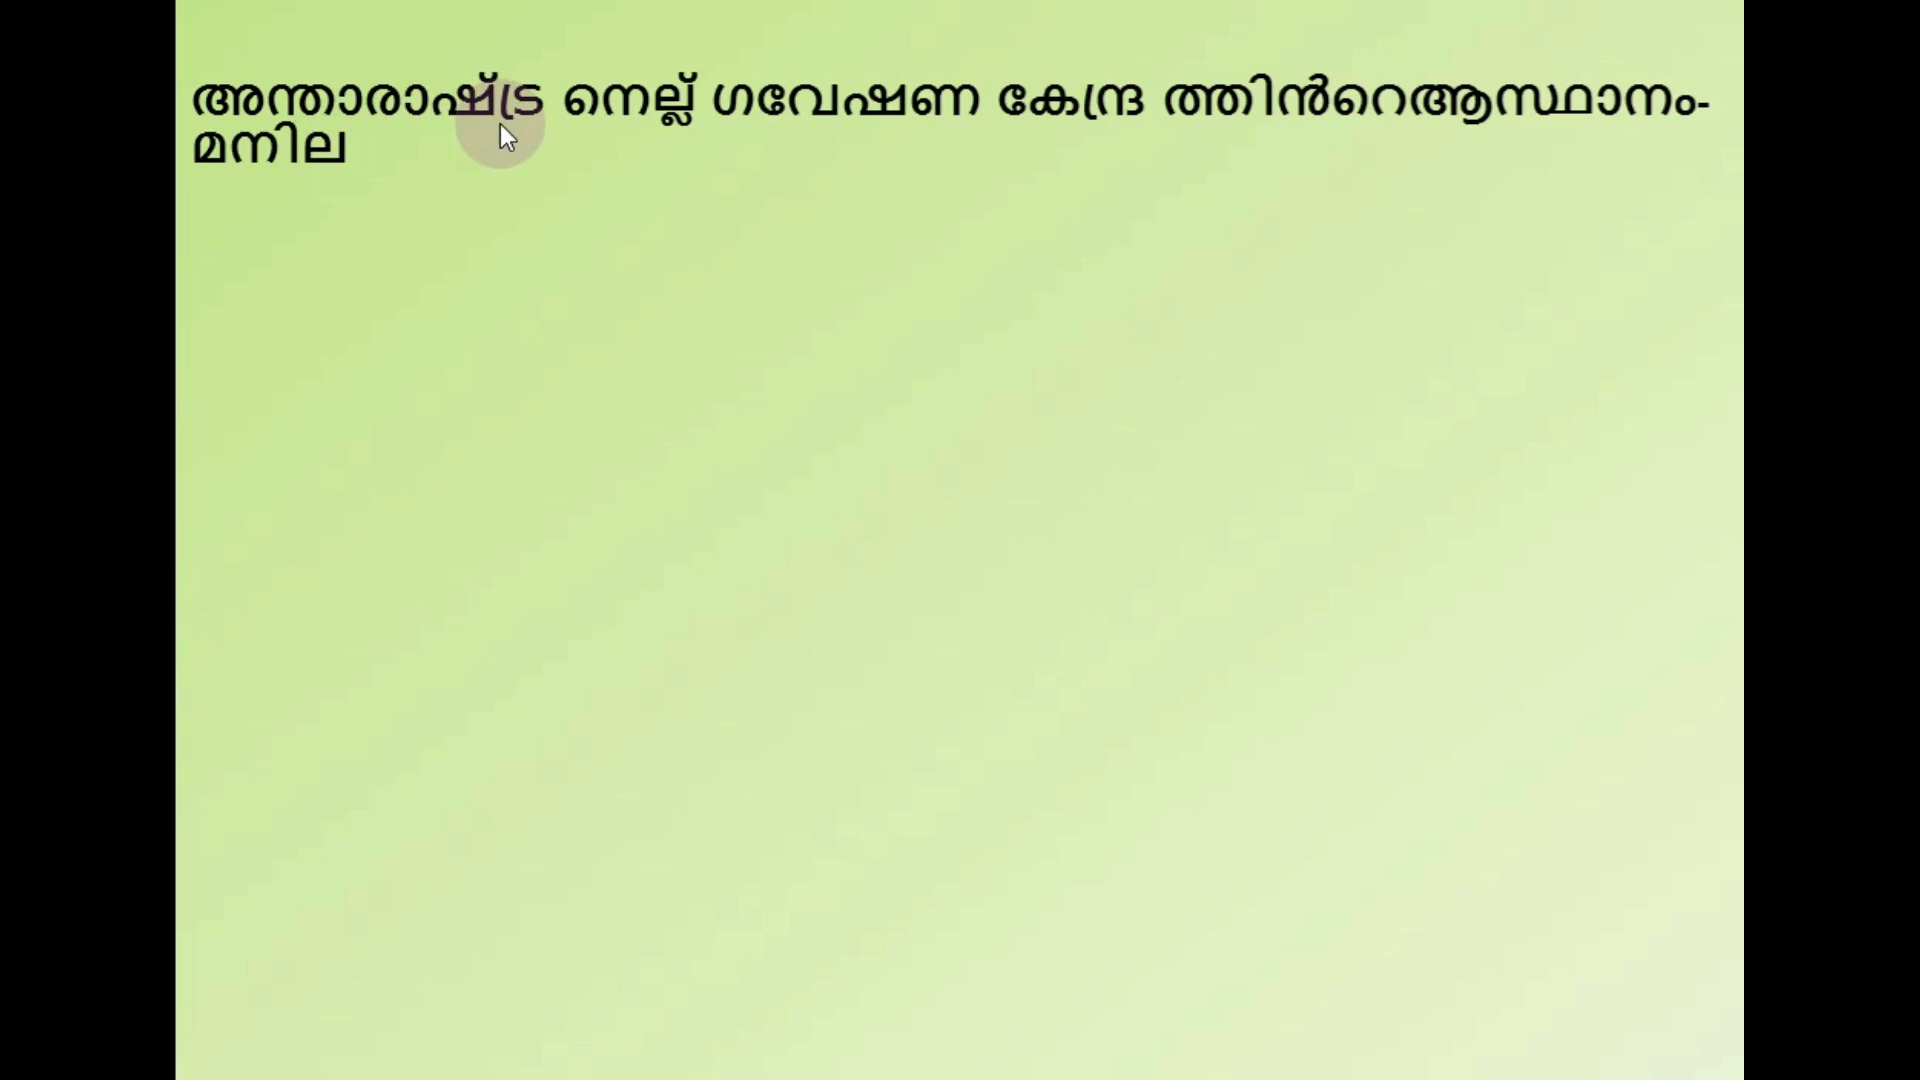 അന്താരാഷ്ട്ര നെല്ല് ഗവേഷണ കേന്ദ്ര ത്തിൻറെആസ്ഥാനം-
മനില